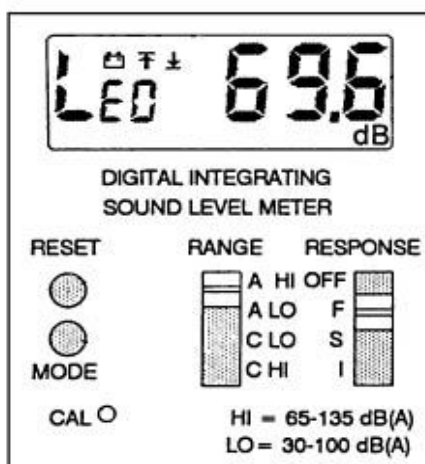 LEQ 69.6
dB
DIGITAL INTEGRATING
SOUND LEVEL METER
RESET RANGE RESPONSE
A HI OFF
A LO F
C LO S
MODE C HI I
CAL HI = 65-135 dB(A)
LO = 30-100 dB(A)